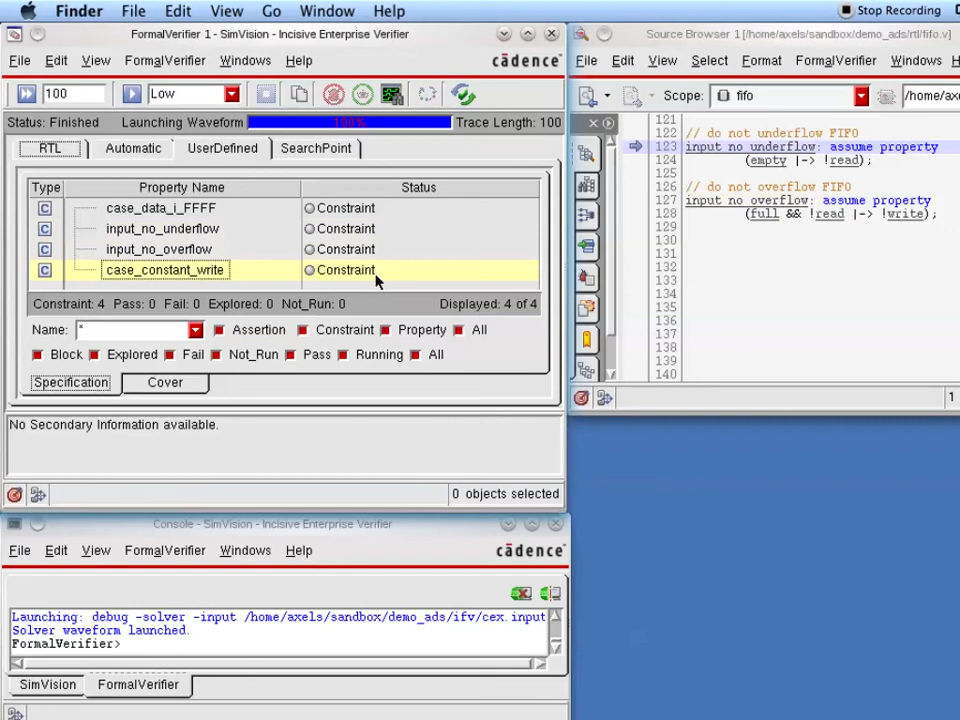 Finder File Edit View Go Window Help Stop Recording
FormalVerifier 1 - SimVision - Incisive Enterprise Verifier
File Edit View FormalVerifier Windows Help cādence
100 Low
Status: Finished Launching Waveform 100% Trace Length: 100
RTL Automatic UserDefined SearchPoint
Type Property Name Status
C case_data_i_FFFF Constraint
C input_no_underflow Constraint
C input_no_overflow Constraint
C case_constant_write Constraint
Constraint: 4 Pass: 0 Fail: 0 Explored: 0 Not_Run: 0 Displayed: 4 of 4
Name: * Assertion Constraint Property All
Block Explored Fail Not_Run Pass Running All
Specification Cover
No Secondary Information available.
0 objects selected
Source Browser 1 [/home/axels/sandbox/demo_ads/rtl/fifo.v]
File Edit View Select Format FormalVerifier Windows H
Scope: fifo /home/axe
121
122 // do not underflow FIFO
123 input_no_underflow: assume property
124 (empty |-> !read);
125
126 // do not overflow FIFO
127 input_no_overflow: assume property
128 (full && !read |-> !write);
129
130
131
132
133
134
135
136
137
138
139
140
1
Console - SimVision - Incisive Enterprise Verifier
File Edit View FormalVerifier Windows Help cādence
Launching: debug -solver -input /home/axels/sandbox/demo_ads/ifv/cex.input
Solver waveform launched.
FormalVerifier>
SimVision FormalVerifier